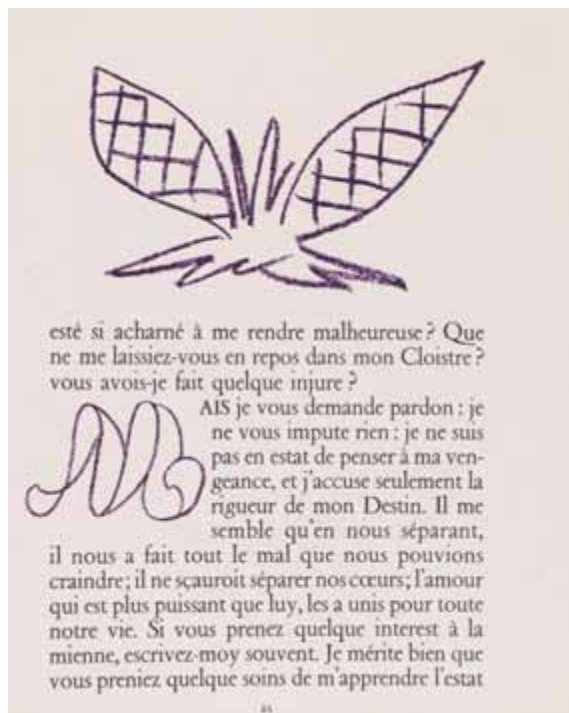 esté si acharné à me rendre malheureuse ? Que
ne me laissiez-vous en repos dans mon Cloistre ?
vous avois-je fait quelque injure ?
MAIS je vous demande pardon : je
ne vous impute rien : je ne suis
pas en estat de penser à ma ven-
geance, et j'accuse seulement la
rigueur de mon Destin. Il me
semble qu'en nous séparant,
il nous a fait tout le mal que nous pouvions
craindre ; il ne sçauroit séparer nos cœurs ; l'amour
qui est plus puissant que luy, les a unis pour toute
notre vie. Si vous prenez quelque interest à la
mienne, escrivez-moy souvent. Je mérite bien que
vous preniez quelque soins de m'apprendre l'estat